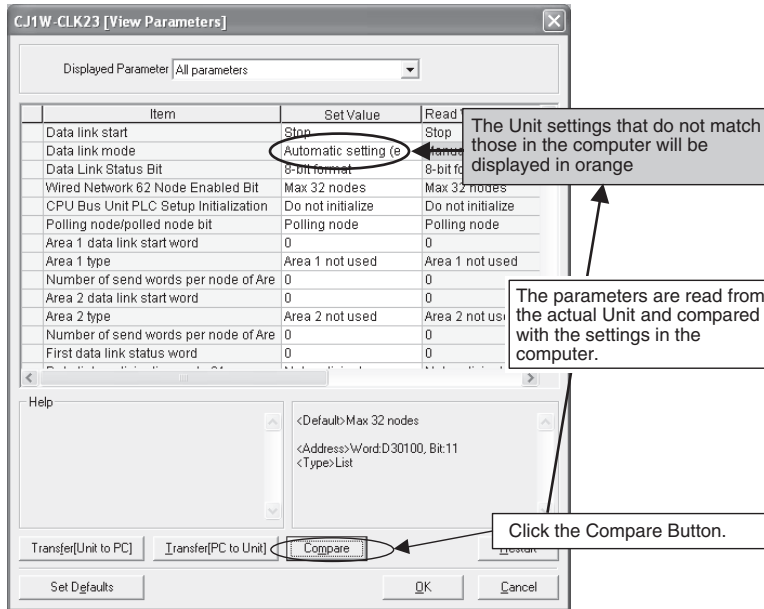 CJ1W-CLK23 [View Parameters]
Displayed Parameter All parameters
Item Set Value Read
Data link start Stop Stop
Data link mode Automatic setting (e
Data Link Status Bit 8-bit format 8-bit fo
Wired Network 62 Node Enabled Bit Max 32 nodes Max 32 nodes
CPU Bus Unit PLC Setup Initialization Do not initialize Do not initialize
Polling node/polled node bit Polling node Polling node
Area 1 data link start word 0 0
Area 1 type Area 1 not used Area 1 not used
Number of send words per node of Are 0 0
Area 2 data link start word 0 0
Area 2 type Area 2 not used Area 2 not us
Number of send words per node of Are 0 0
First data link status word 0 0
The Unit settings that do not match
those in the computer will be
displayed in orange
The parameters are read from
the actual Unit and compared
with the settings in the
computer.
Help
<Default>Max 32 nodes
<Address>Word:D30100, Bit:11
<Type>List
Click the Compare Button.
Transfer[Unit to PC] Transfer[PC to Unit] Compare Restart
Set Defaults OK Cancel